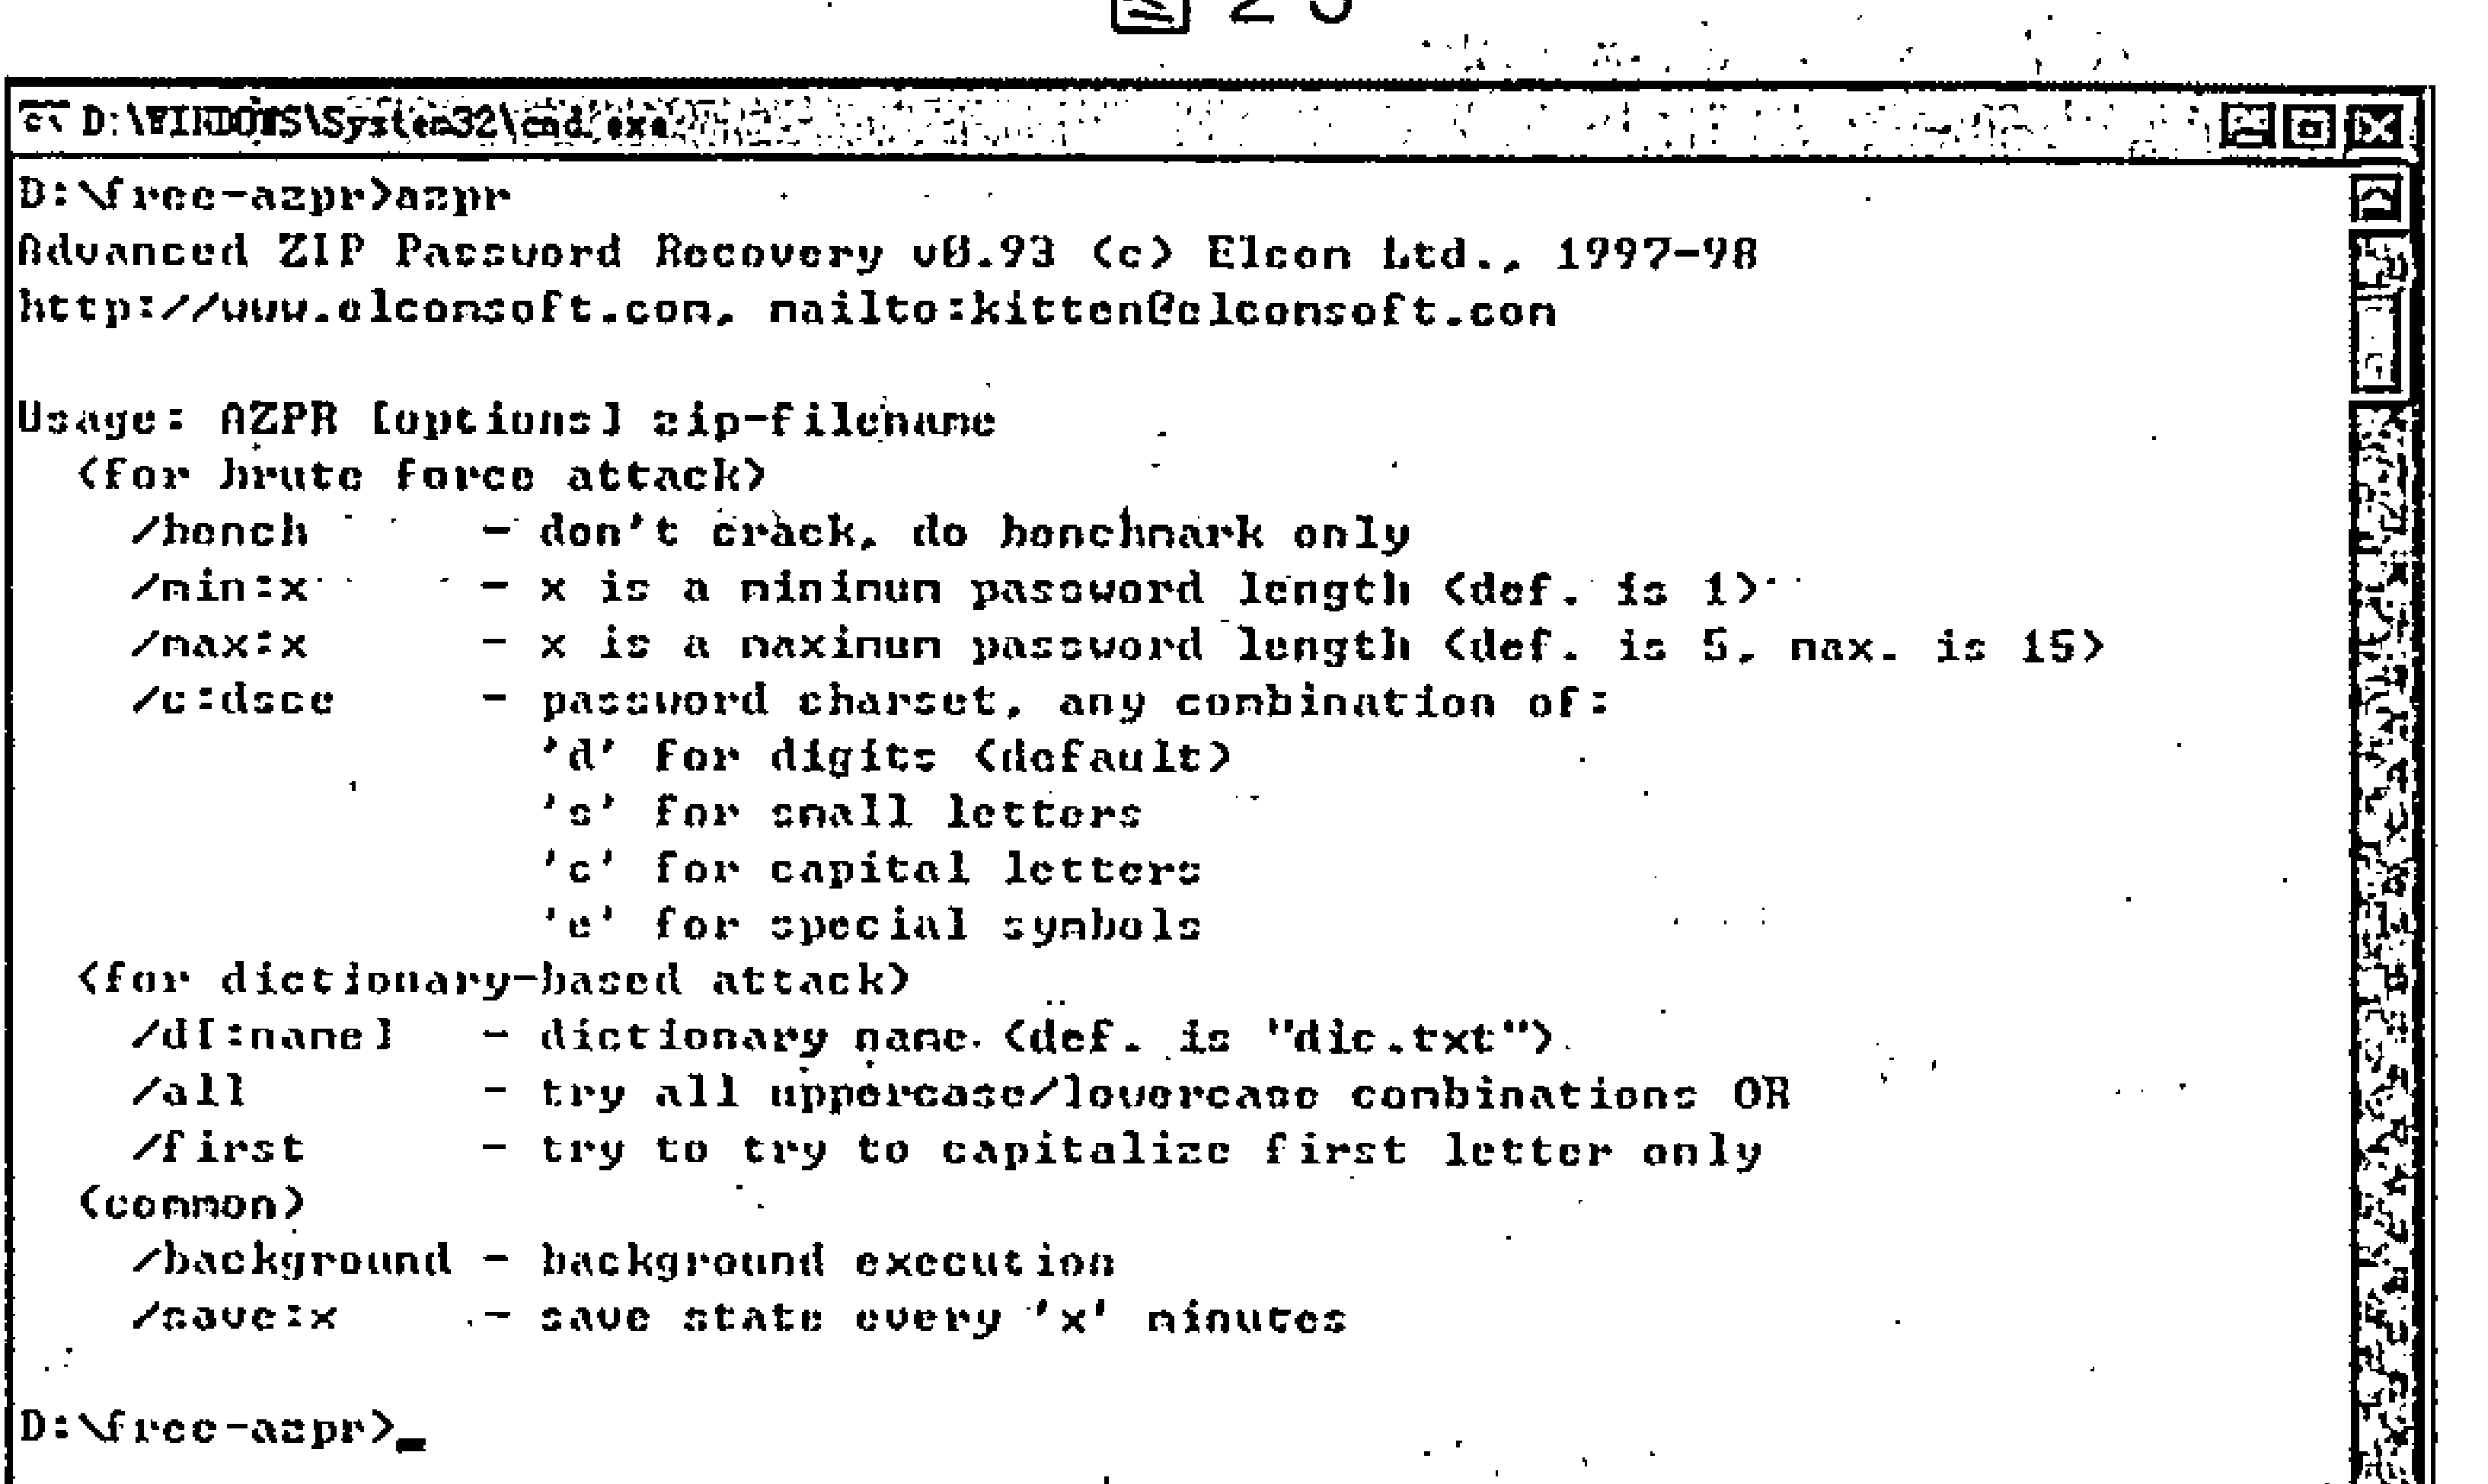 D:\WINDOWS\System32\cmd.exe
D:\free-azpr>azpr
Advanced ZIP Password Recovery v0.93 (c) Elcom Ltd., 1997-98
http://www.elcomsoft.com, mailto:kitten@elcomsoft.com
Usage: AZPR [options] zip-filename
(for brute force attack)
/bench - don't crack, do benchmark only
/min:x - x is a minimum password length (def. is 1)
/max:x - x is a maximum password length (def. is 5, max. is 15)
/c:dsce - password charset, any combination of:
'd' for digits (default)
's' for small letters
'c' for capital letters
'e' for special symbols
(for dictionary-based attack)
/d[:name] - dictionary name (def. is "dic.txt")
/all - try all uppercase/lowercase combinations OR
/first - try to try to capitalize first letter only
(common)
/background - background execution
/save:x - save state every 'x' minutes
D:\free-azpr>_